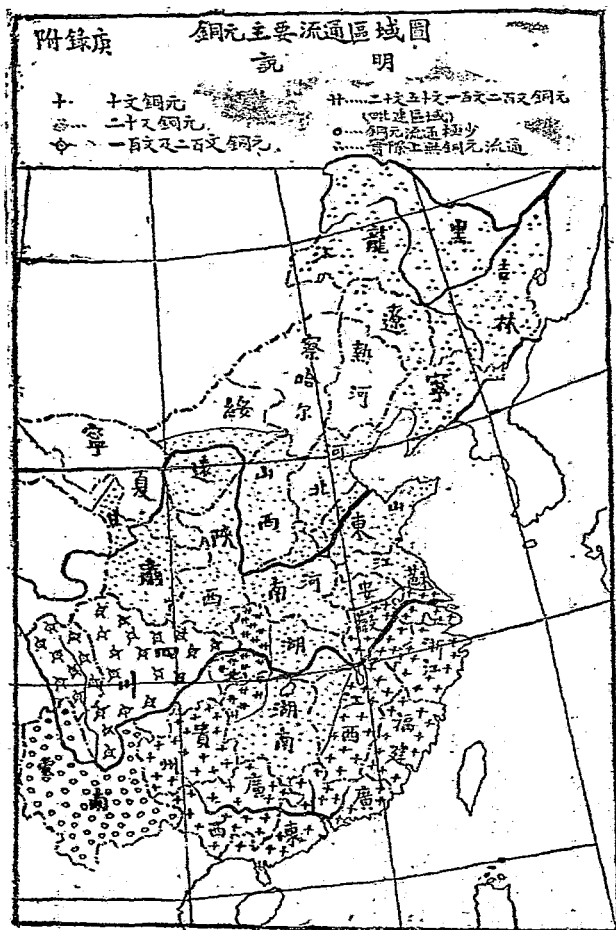 附錄庚
銅元主要流通區域圖
說明
十文銅元
二十文銅元
一百文及二百文銅元
二十文五十文一百文二百文銅元
(毗連區域)
銅元流通極少
實際上無銅元流通
黑
龍
江
吉
林
遼
寧
熱
河
察
哈
尔
綏
遠
寧
夏
甘
肅
陝
西
山
西
河
北
山
東
河
南
江
蘇
安
徽
浙
江
湖
四
川
湖
南
江
西
福
建
貴
州
雲
南
廣
西
廣
東